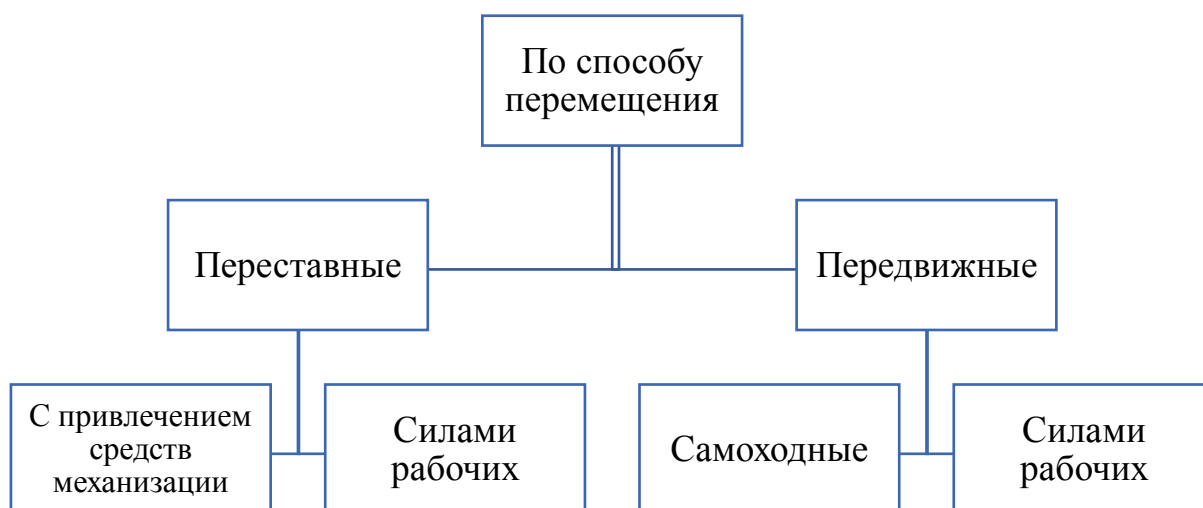 По способу
перемещения
Переставные
Передвижные
С привлечением
средств
механизации
Силами
рабочих
Самоходные
Силами
рабочих